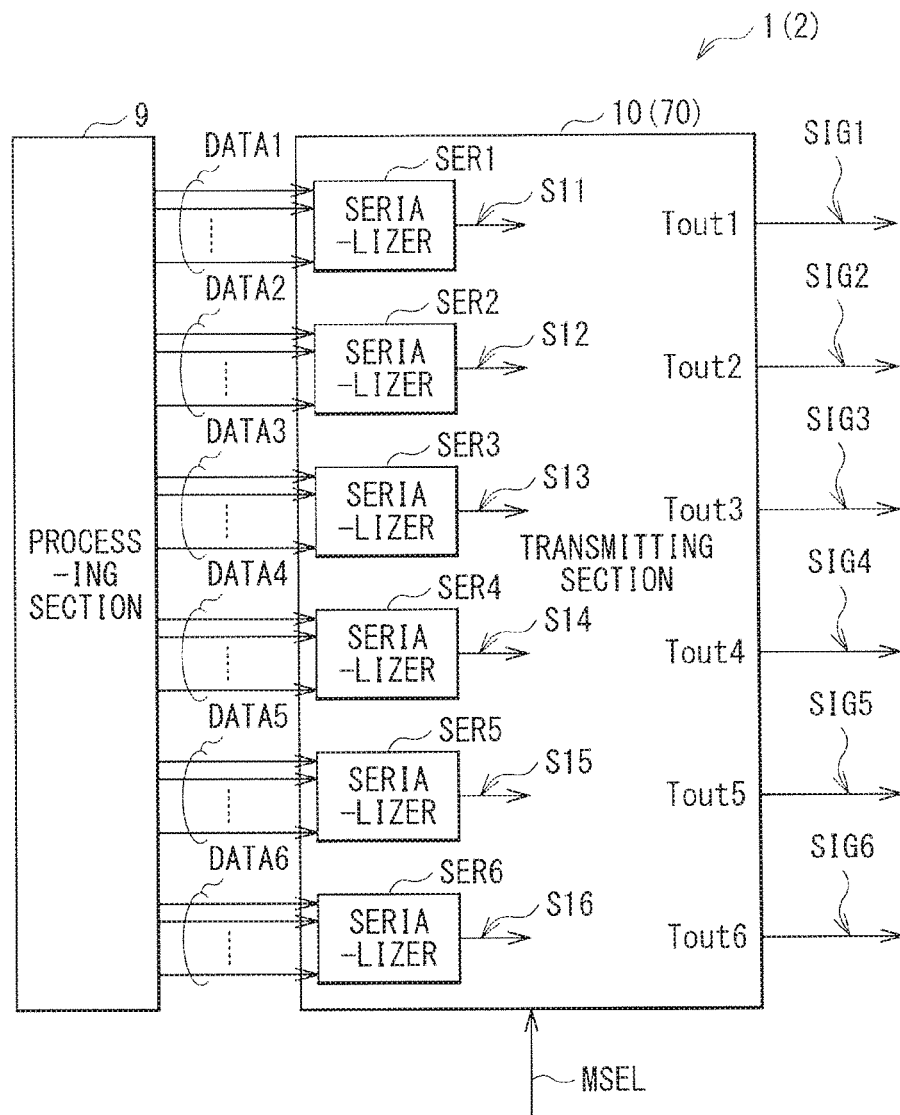 1(2)
9
10(70)
DATA1
SER1
SERIA
-LIZER
S11
Tout1
SIG1
DATA2
SER2
SERIA
-LIZER
S12
Tout2
SIG2
DATA3
SER3
SERIA
-LIZER
S13
Tout3
SIG3
PROCESS
-ING
SECTION
TRANSMITTING
SECTION
DATA4
SER4
SERIA
-LIZER
S14
Tout4
SIG4
DATA5
SER5
SERIA
-LIZER
S15
Tout5
SIG5
DATA6
SER6
SERIA
-LIZER
S16
Tout6
SIG6
MSEL